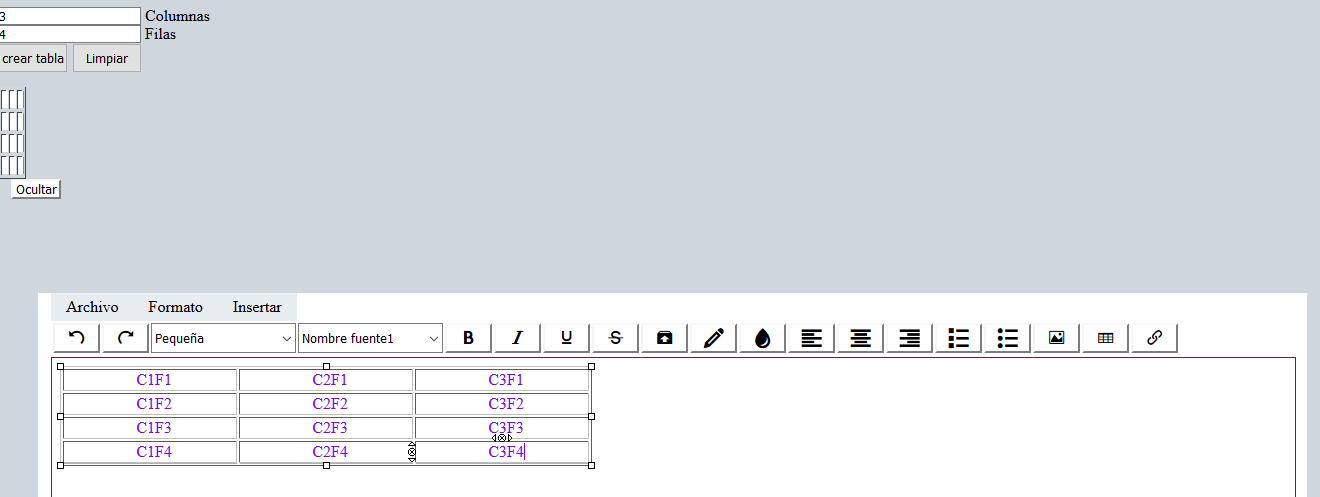 3 Columnas
4 Filas
crear tabla Limpiar
Ocultar
Archivo Formato Insertar
Pequeña Nombre fuente1 B I U S
C1F1 C2F1 C3F1
C1F2 C2F2 C3F2
C1F3 C2F3 C3F3
C1F4 C2F4 C3F4